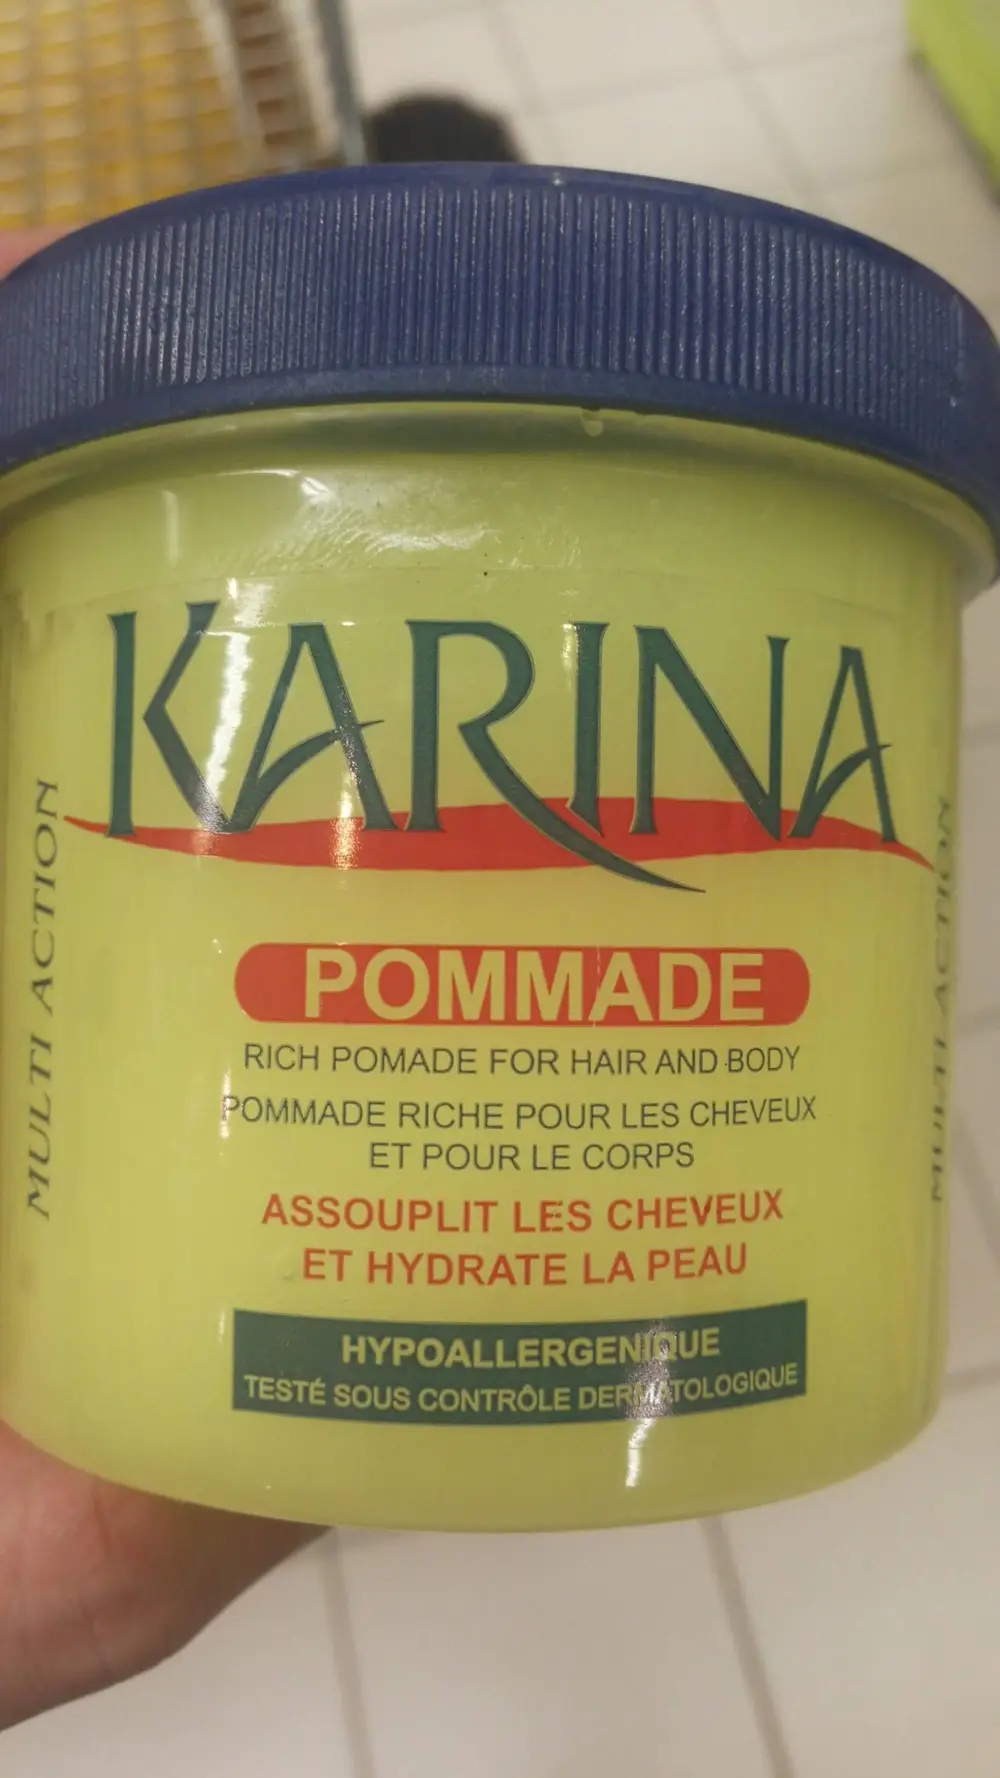 KARINA
MULTI ACTION
POMMADE
RICH POMADE FOR HAIR AND BODY
POMMADE RICHE POUR LES CHEVEUX
ET POUR LE CORPS
ASSOUPLIT LES CHEVEUX
ET HYDRATE LA PEAU
HYPOALLERGENIQUE
TESTÉ SOUS CONTRÔLE DERMATOLOGIQUE
MULTI ACTION